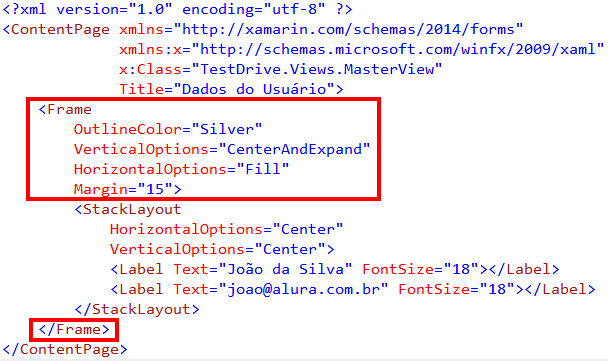 <?xml version="1.0" encoding="utf-8" ?>
<ContentPage xmlns="http://xamarin.com/schemas/2014/forms"
             xmlns:x="http://schemas.microsoft.com/winfx/2009/xaml"
             x:Class="TestDrive.Views.MasterView"
             Title="Dados do Usuário">
    <Frame
        OutlineColor="Silver"
        VerticalOptions="CenterAndExpand"
        HorizontalOptions="Fill"
        Margin="15">
        <StackLayout
            HorizontalOptions="Center"
            VerticalOptions="Center">
            <Label Text="João da Silva" FontSize="18"></Label>
            <Label Text="joao@alura.com.br" FontSize="18"></Label>
        </StackLayout>
    </Frame>
</ContentPage>